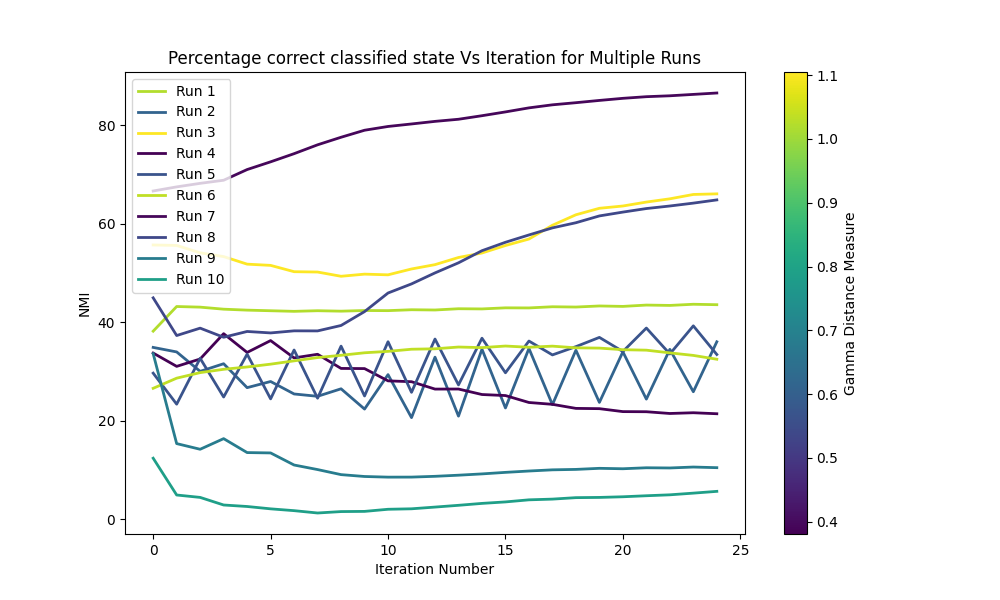 Percentage correct classified state Vs Iteration for Multiple Runs
NMI
80
60
40
20
0
Run 1
Run 2
Run 3
Run 4
Run 5
Run 6
Run 7
Run 8
Run 9
Run 10
0 5 10 15 20 25
Iteration Number
1.1
1.0
0.9
0.8
0.7
0.6
0.5
0.4
Gamma Distance Measure